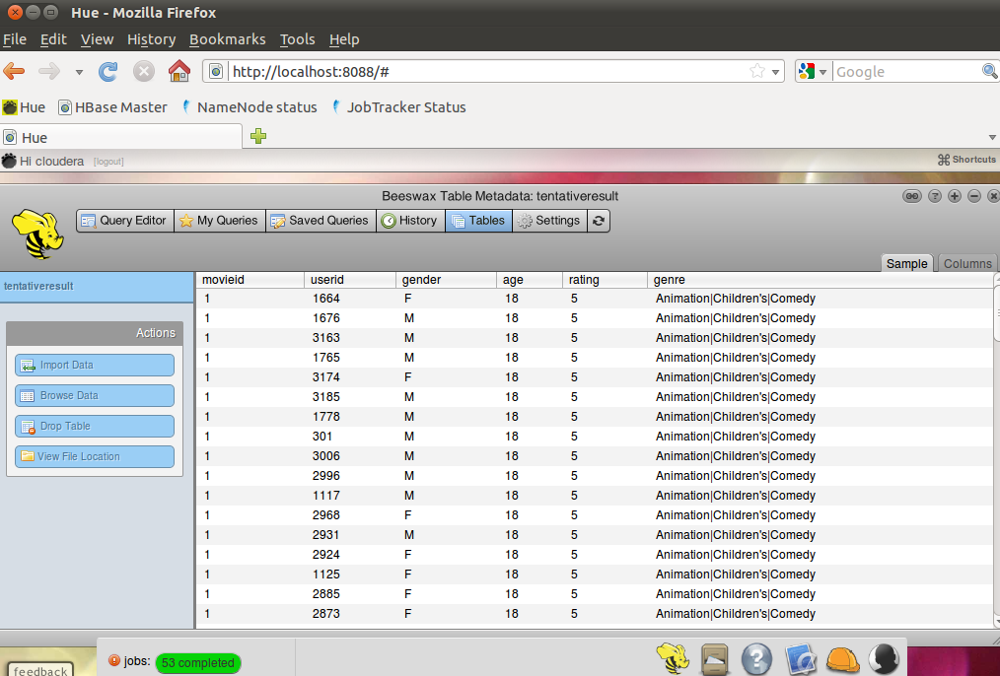 Hue - Mozilla Firefox
File Edit View History Bookmarks Tools Help
http://localhost:8088/# Google
Hue HBase Master NameNode status JobTracker Status
Hue
Hi cloudera [logout] Shortcuts
Beeswax Table Metadata: tentativeresult
Query Editor My Queries Saved Queries History Tables Settings
Sample Columns
tentativeresult
Actions
Import Data
Browse Data
Drop Table
View File Location
movieid userid gender age rating genre
1 1664 F 18 5 Animation|Children's|Comedy
1 1676 M 18 5 Animation|Children's|Comedy
1 3163 M 18 5 Animation|Children's|Comedy
1 1765 M 18 5 Animation|Children's|Comedy
1 3174 F 18 5 Animation|Children's|Comedy
1 3185 M 18 5 Animation|Children's|Comedy
1 1778 M 18 5 Animation|Children's|Comedy
1 301 M 18 5 Animation|Children's|Comedy
1 3006 M 18 5 Animation|Children's|Comedy
1 2996 M 18 5 Animation|Children's|Comedy
1 1117 M 18 5 Animation|Children's|Comedy
1 2968 F 18 5 Animation|Children's|Comedy
1 2931 M 18 5 Animation|Children's|Comedy
1 2924 F 18 5 Animation|Children's|Comedy
1 1125 F 18 5 Animation|Children's|Comedy
1 2885 F 18 5 Animation|Children's|Comedy
1 2873 F 18 5 Animation|Children's|Comedy
jobs: 53 completed
feedback